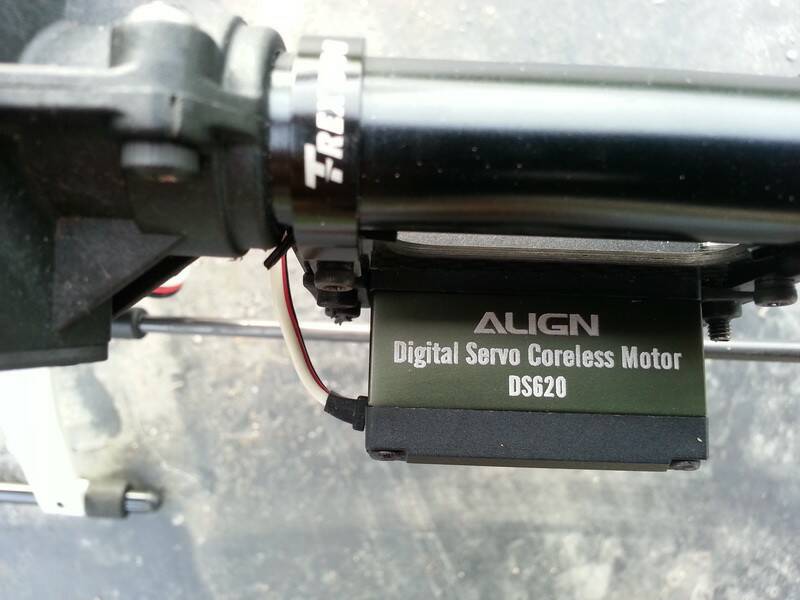 T-REX
ALIGN
Digital Servo Coreless Motor
DS620